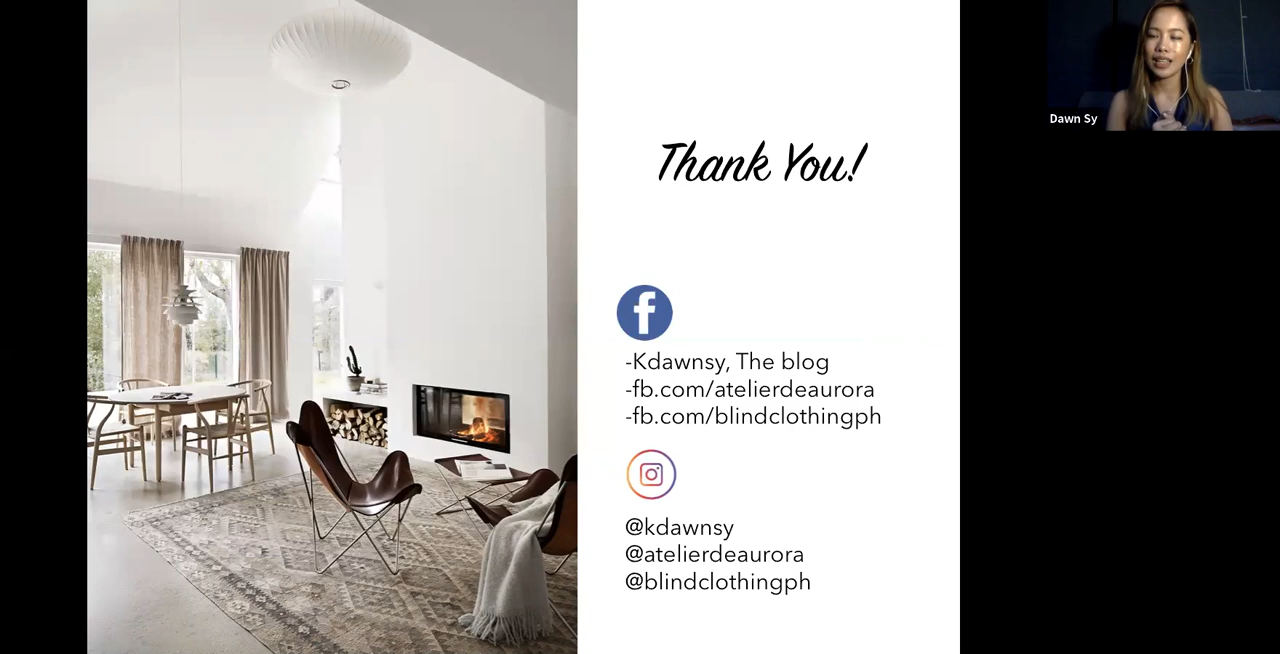 Thank You!
-Kdawnsy, The blog
-fb.com/atelierdeaurora
-fb.com/blindclothingph
@kdawnsy
@atelierdeaurora
@blindclothingph
Dawn Sy